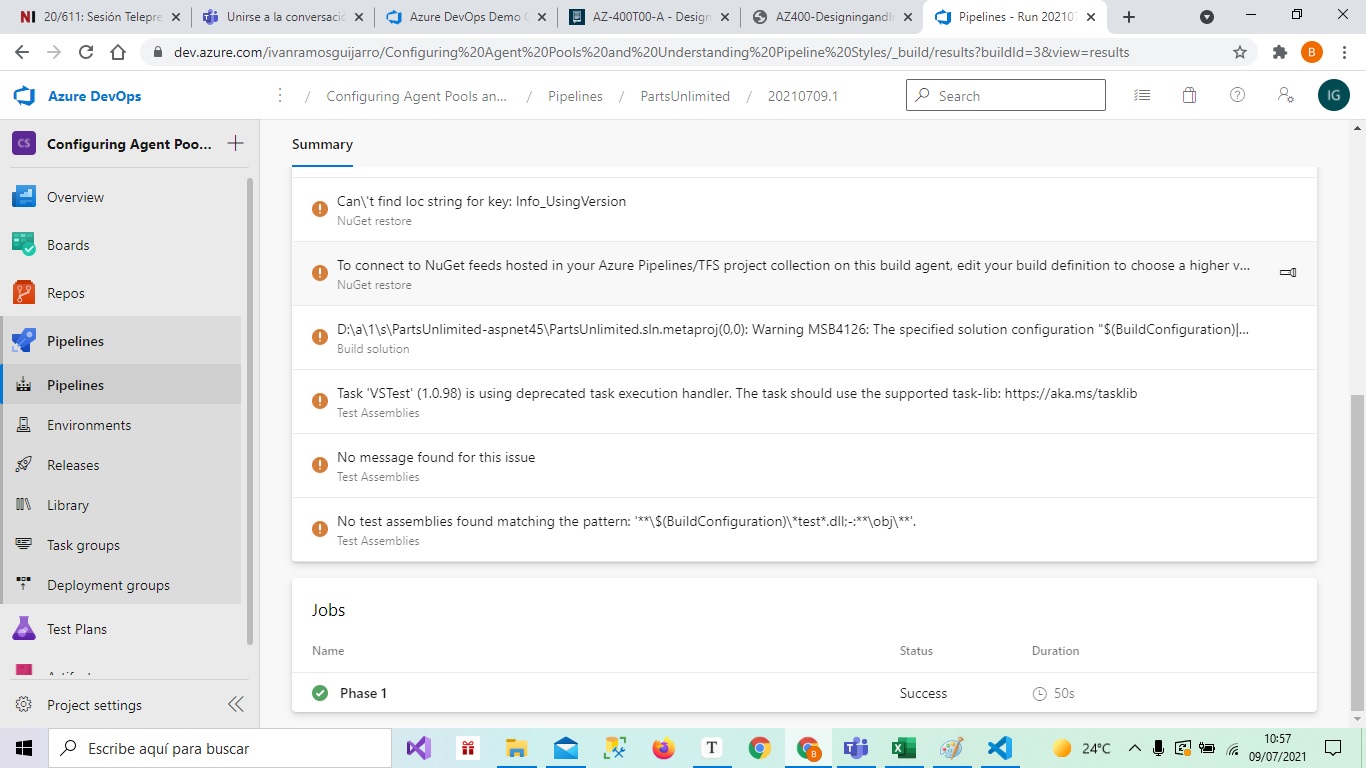 20/611: Sesión Telepre
Unirse a la conversació
Azure DevOps Demo G
AZ-400T00-A - Design
AZ400-Designingandl
Pipelines - Run 202107
dev.azure.com/ivanramosguijarro/Configuring%20Agent%20Pools%20and%20Understanding%20Pipeline%20Styles/_build/results?buildId=3&view=results
B
Azure DevOps
/ Configuring Agent Pools an... / Pipelines / PartsUnlimited / 20210709.1
Search
IG
CS
Configuring Agent Poo...
Overview
Boards
Repos
Pipelines
Pipelines
Environments
Releases
Library
Task groups
Deployment groups
Test Plans
Project settings
Summary
Can\'t find loc string for key: Info_UsingVersion
NuGet restore
To connect to NuGet feeds hosted in your Azure Pipelines/TFS project collection on this build agent, edit your build definition to choose a higher v...
NuGet restore
D:\a\1\s\PartsUnlimited-aspnet45\PartsUnlimited.sln.metaproj(0,0): Warning MSB4126: The specified solution configuration "$(BuildConfiguration)|...
Build solution
Task 'VSTest' (1.0.98) is using deprecated task execution handler. The task should use the supported task-lib: https://aka.ms/tasklib
Test Assemblies
No message found for this issue
Test Assemblies
No test assemblies found matching the pattern: '**\$(BuildConfiguration)\*test*.dll;-:**\obj\**'.
Test Assemblies
Jobs
Name Status Duration
Phase 1 Success 50s
Escribe aquí para buscar
24°C
10:57
09/07/2021